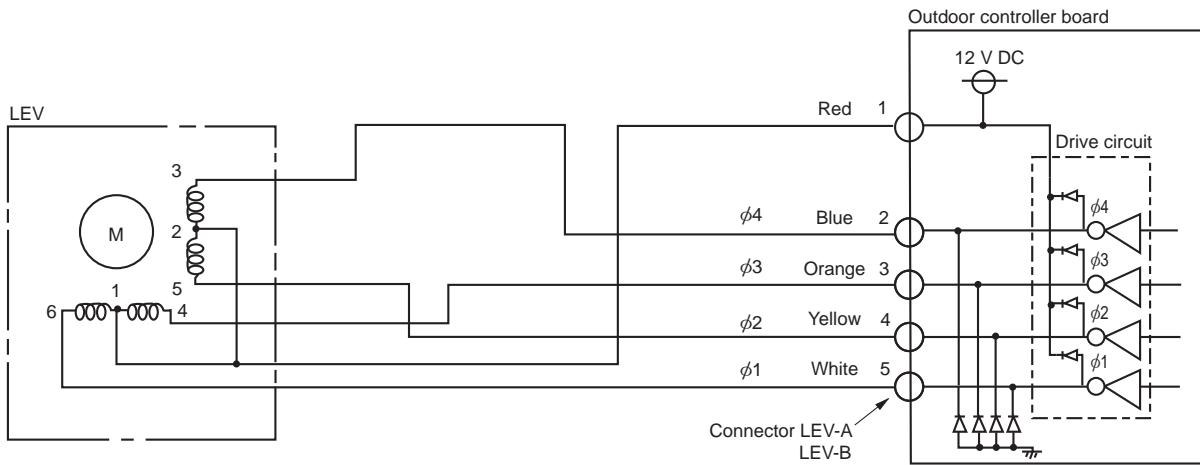 Outdoor controller board
12 V DC
LEV
Red 1
Drive circuit
3
ϕ4 Blue 2
ϕ4
M
2
ϕ3 Orange 3
ϕ3
5
1
6 4
ϕ2 Yellow 4
ϕ2
ϕ1 White 5
ϕ1
Connector LEV-A
LEV-B